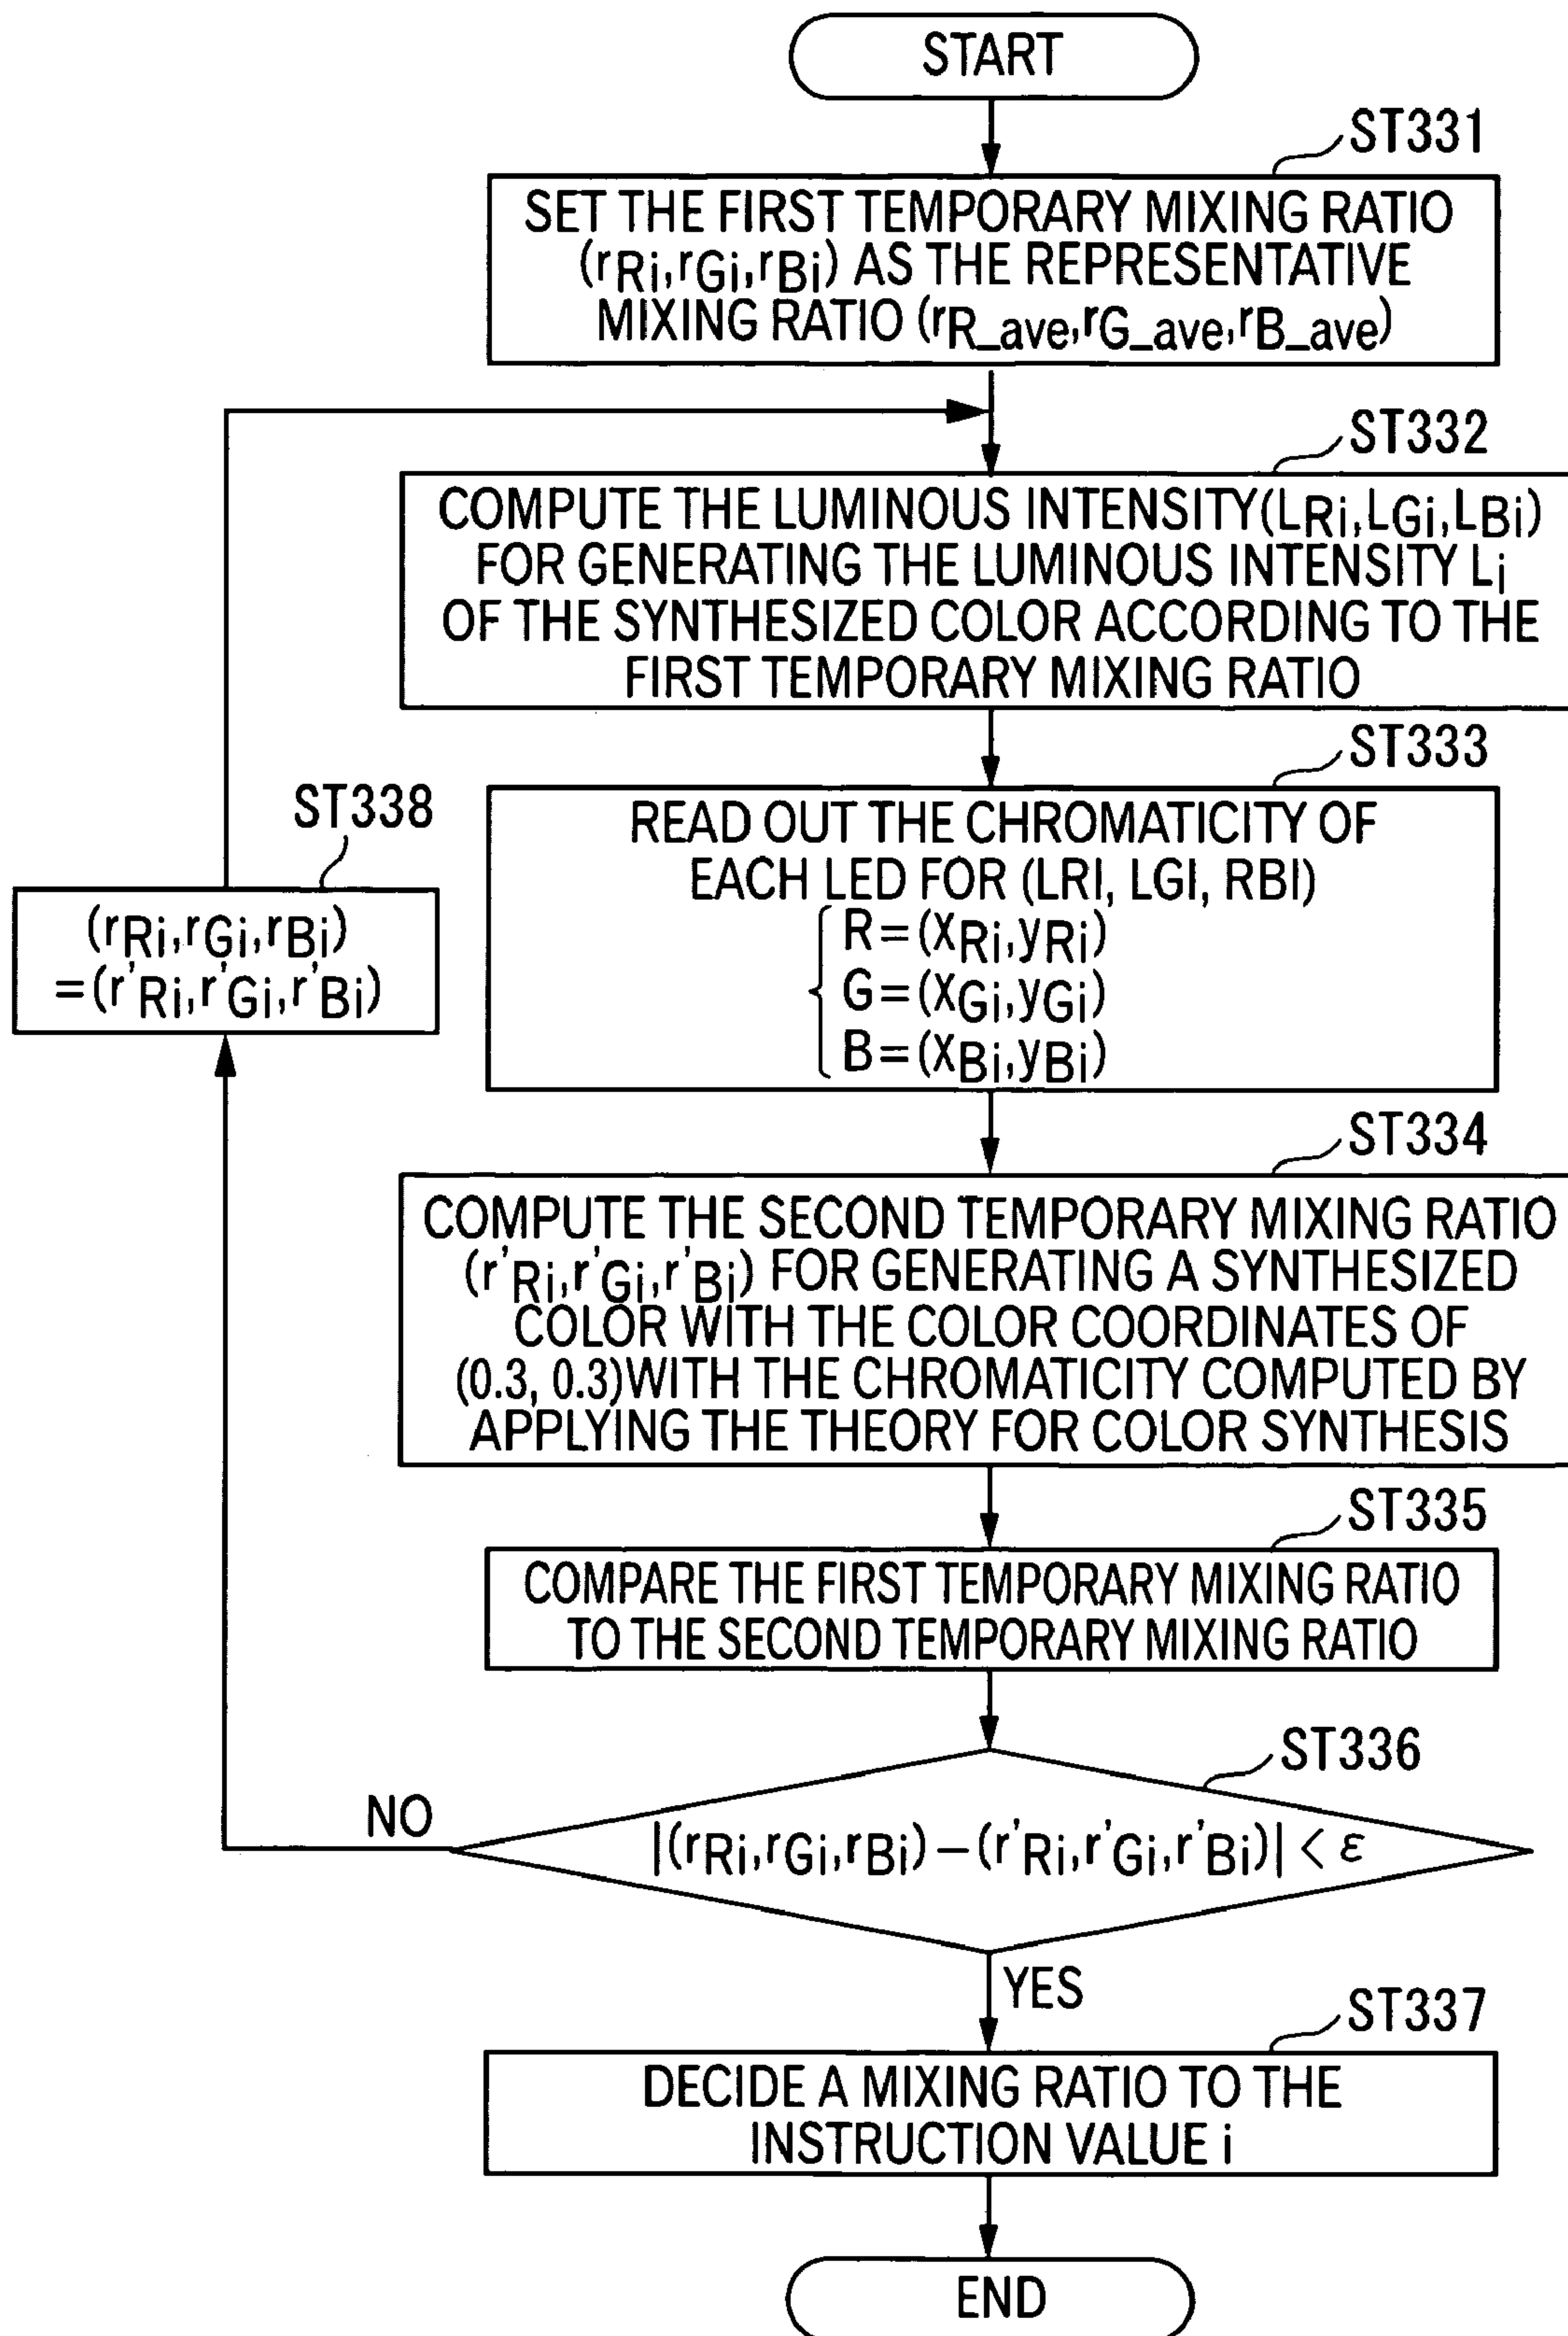 START
ST331
SET THE FIRST TEMPORARY MIXING RATIO
(rRi,rGi,rBi) AS THE REPRESENTATIVE
MIXING RATIO (rR_ave,rG_ave,rB_ave)
ST332
COMPUTE THE LUMINOUS INTENSITY(LRi,LGi,LBi)
FOR GENERATING THE LUMINOUS INTENSITY Li
OF THE SYNTHESIZED COLOR ACCORDING TO THE
FIRST TEMPORARY MIXING RATIO
ST333
READ OUT THE CHROMATICITY OF
EACH LED FOR (LRI, LGI, RBI)
R=(xRi,yRi)
G=(xGi,yGi)
B=(xBi,yBi)
ST338
(rRi,rGi,rBi)
=(r'Ri,r'Gi,r'Bi)
ST334
COMPUTE THE SECOND TEMPORARY MIXING RATIO
(r'Ri,r'Gi,r'Bi) FOR GENERATING A SYNTHESIZED
COLOR WITH THE COLOR COORDINATES OF
(0.3, 0.3)WITH THE CHROMATICITY COMPUTED BY
APPLYING THE THEORY FOR COLOR SYNTHESIS
ST335
COMPARE THE FIRST TEMPORARY MIXING RATIO
TO THE SECOND TEMPORARY MIXING RATIO
ST336
NO
|(rRi,rGi,rBi)−(r'Ri,r'Gi,r'Bi)| < ε
YES
ST337
DECIDE A MIXING RATIO TO THE
INSTRUCTION VALUE i
END